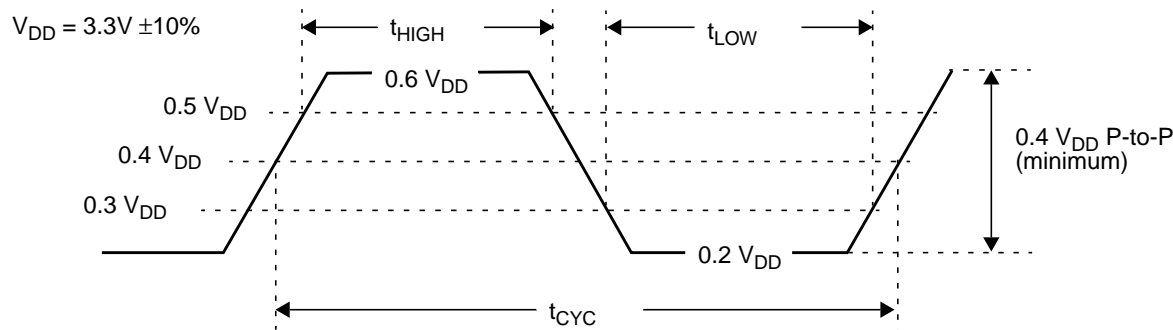 V_DD = 3.3V ±10%
t_HIGH
t_LOW
0.6 V_DD
0.5 V_DD
0.4 V_DD
0.3 V_DD
0.2 V_DD
0.4 V_DD P-to-P
(minimum)
t_CYC